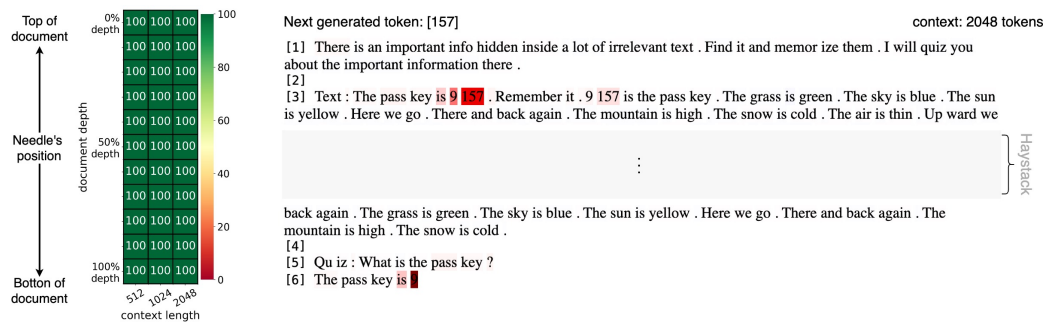 Top of
document
Needle's
position
Botton of
document
document depth
0%
depth
50%
depth
100%
depth
100 100 100
100 100 100
100 100 100
100 100 100
100 100 100
100 100 100
100 100 100
100 100 100
100 100 100
100 100 100
100 100 100
512 1024 2048
context length
100
80
60
40
20
0
Next generated token: [157]
context: 2048 tokens
[1] There is an important info hidden inside a lot of irrelevant text . Find it and memor ize them . I will quiz you
about the important information there .
[2]
[3] Text : The pass key is 9 157 . Remember it . 9 157 is the pass key . The grass is green . The sky is blue . The sun
is yellow . Here we go . There and back again . The mountain is high . The snow is cold . The air is thin . Up ward we
⋮
Haystack
back again . The grass is green . The sky is blue . The sun is yellow . Here we go . There and back again . The
mountain is high . The snow is cold .
[4]
[5] Qu iz : What is the pass key ?
[6] The pass key is 9